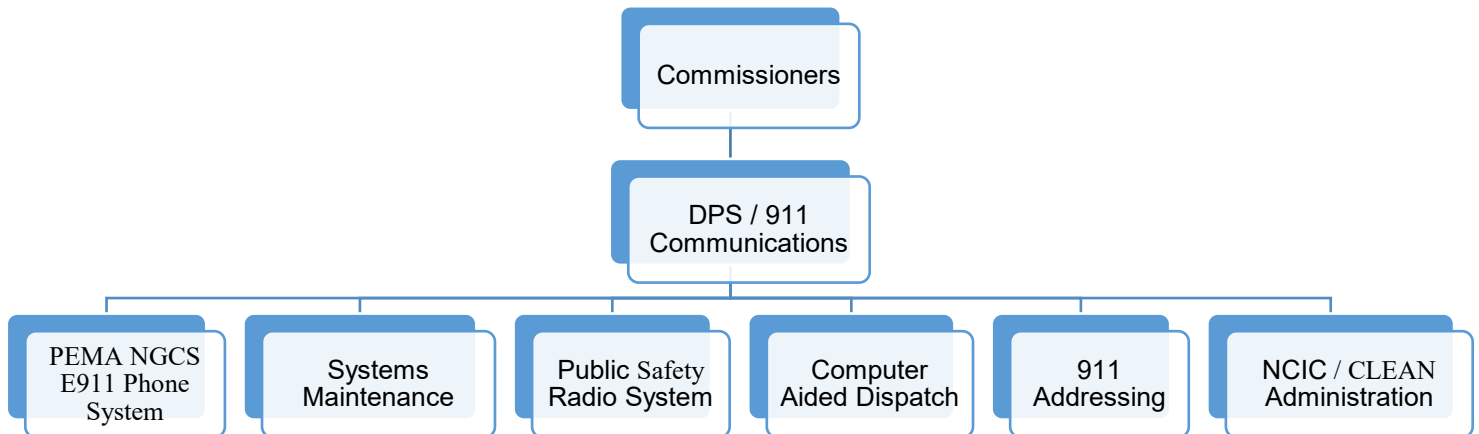 Commissioners
DPS / 911
Communications
PEMA NGCS
E911 Phone
System
Systems
Maintenance
Public Safety
Radio System
Computer
Aided Dispatch
911
Addressing
NCIC / CLEAN
Administration